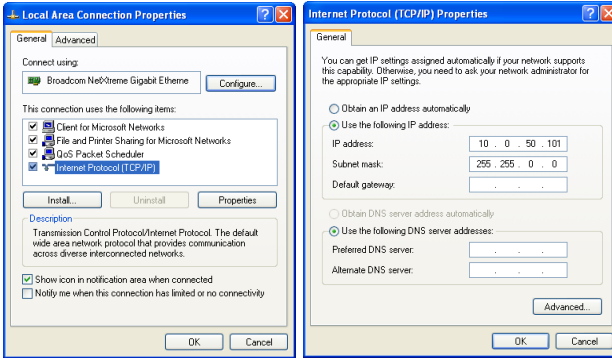 Local Area Connection Properties
General
Advanced
Connect using:
Broadcom NetXtreme Gigabit Etherne
Configure...
This connection uses the following items:
Client for Microsoft Networks
File and Printer Sharing for Microsoft Networks
QoS Packet Scheduler
Internet Protocol (TCP/IP)
Install...
Uninstall
Properties
Description
Transmission Control Protocol/Internet Protocol. The default
wide area network protocol that provides communication
across diverse interconnected networks.
Show icon in notification area when connected
Notify me when this connection has limited or no connectivity
OK
Cancel
Internet Protocol (TCP/IP) Properties
General
You can get IP settings assigned automatically if your network supports
this capability. Otherwise, you need to ask your network administrator for
the appropriate IP settings.
Obtain an IP address automatically
Use the following IP address:
IP address:
10 . 0 . 50 . 101
Subnet mask:
255 . 255 . 0 . 0
Default gateway:
. . .
Obtain DNS server address automatically
Use the following DNS server addresses:
Preferred DNS server:
. . .
Alternate DNS server:
. . .
Advanced...
OK
Cancel